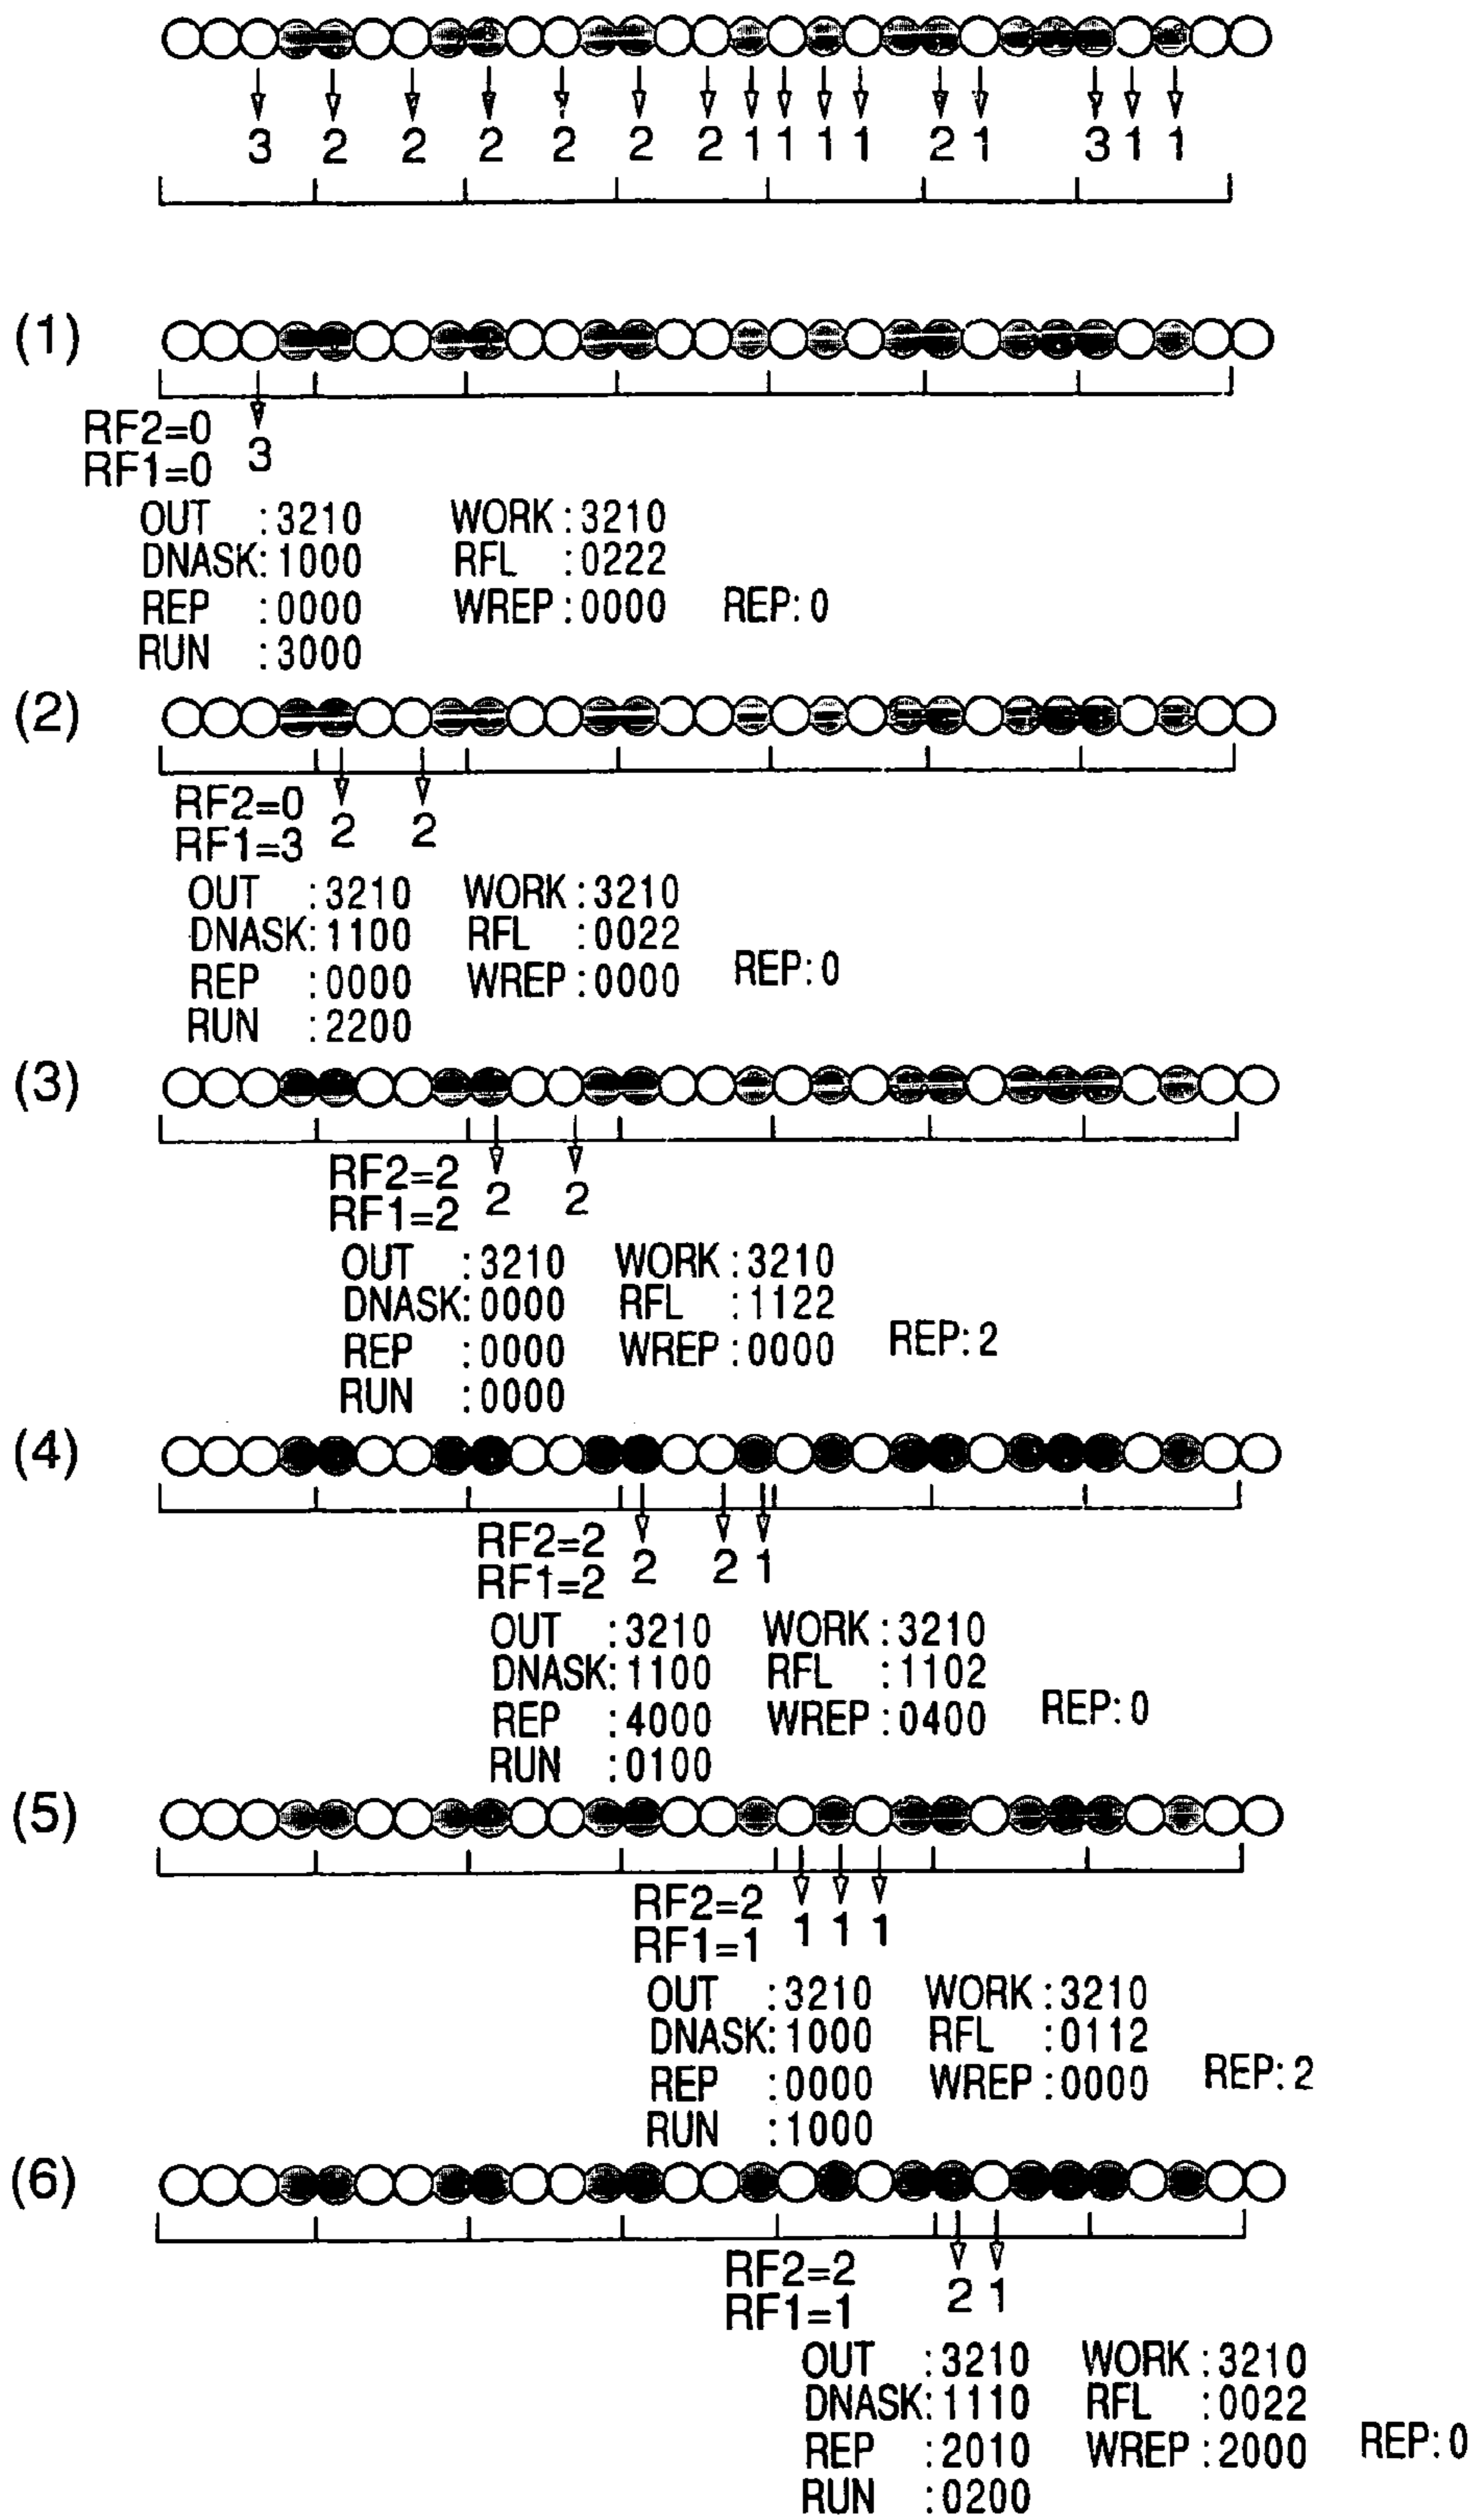 3 2 2 2 2 2 2 1 1 1 1 2 1 3 1 1
(1)
RF2=0
RF1=0 3
OUT :3210 WORK:3210
DNASK:1000 RFL :0222
REP :0000 WREP:0000 REP:0
RUN :3000
(2)
RF2=0
RF1=3 2 2
OUT :3210 WORK:3210
DNASK:1100 RFL :0022
REP :0000 WREP:0000 REP:0
RUN :2200
(3)
RF2=2
RF1=2 2 2
OUT :3210 WORK:3210
DNASK:0000 RFL :1122
REP :0000 WREP:0000 REP:2
RUN :0000
(4)
RF2=2
RF1=2 2 2 1
OUT :3210 WORK:3210
DNASK:1100 RFL :1102
REP :4000 WREP:0400 REP:0
RUN :0100
(5)
RF2=2
RF1=1 1 1 1
OUT :3210 WORK:3210
DNASK:1000 RFL :0112
REP :0000 WREP:0000 REP:2
RUN :1000
(6)
RF2=2
RF1=1 2 1
OUT :3210 WORK:3210
DNASK:1110 RFL :0022
REP :2010 WREP:2000 REP:0
RUN :0200